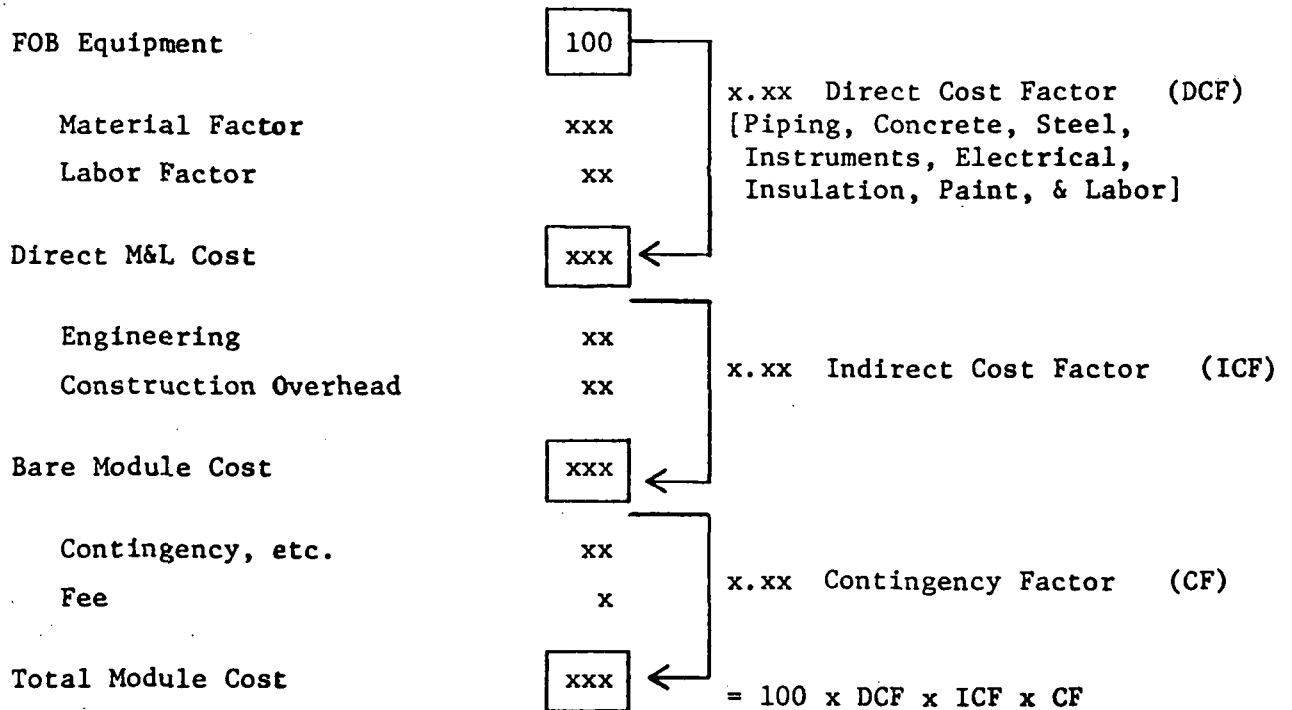 FOB Equipment 100
x.xx Direct Cost Factor (DCF)
Material Factor xxx [Piping, Concrete, Steel,
Instruments, Electrical,
Labor Factor xx
Insulation, Paint, & Labor]
Direct M&L Cost xxx
Engineering xx
x.xx Indirect Cost Factor (ICF)
Construction Overhead xx
Bare Module Cost xxx
Contingency, etc. xx
x.xx Contingency Factor (CF)
Fee x
Total Module Cost xxx
= 100 x DCF x ICF x CF